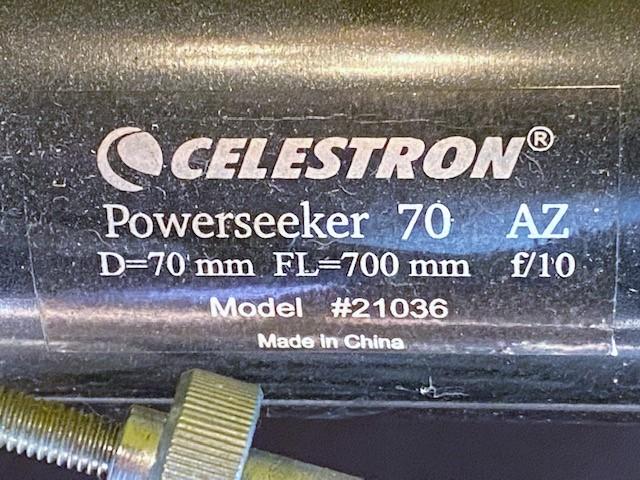 CELESTRON®
Powerseeker 70 AZ
D=70 mm FL=700 mm f/10
Model #21036
Made in China